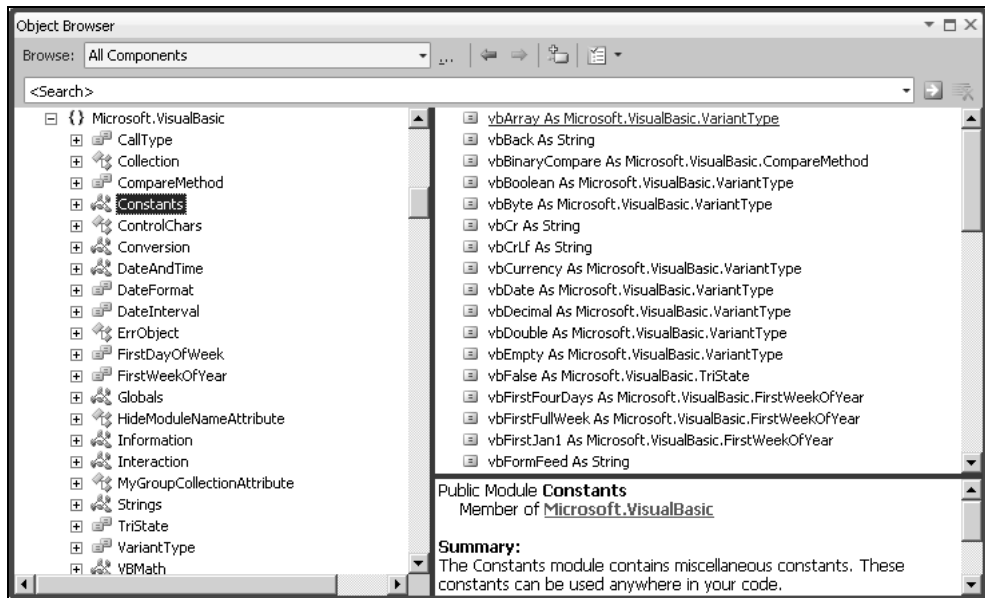 Object Browser
Browse: All Components ...
<Search>
{} Microsoft.VisualBasic
CallType
Collection
CompareMethod
Constants
ControlChars
Conversion
DateAndTime
DateFormat
DateInterval
ErrObject
FirstDayOfWeek
FirstWeekOfYear
Globals
HideModuleNameAttribute
Information
Interaction
MyGroupCollectionAttribute
Strings
TriState
VariantType
VBMath
vbArray As Microsoft.VisualBasic.VariantType
vbBack As String
vbBinaryCompare As Microsoft.VisualBasic.CompareMethod
vbBoolean As Microsoft.VisualBasic.VariantType
vbByte As Microsoft.VisualBasic.VariantType
vbCr As String
vbCrLf As String
vbCurrency As Microsoft.VisualBasic.VariantType
vbDate As Microsoft.VisualBasic.VariantType
vbDecimal As Microsoft.VisualBasic.VariantType
vbDouble As Microsoft.VisualBasic.VariantType
vbEmpty As Microsoft.VisualBasic.VariantType
vbFalse As Microsoft.VisualBasic.TriState
vbFirstFourDays As Microsoft.VisualBasic.FirstWeekOfYear
vbFirstFullWeek As Microsoft.VisualBasic.FirstWeekOfYear
vbFirstJan1 As Microsoft.VisualBasic.FirstWeekOfYear
vbFormFeed As String
Public Module Constants
Member of Microsoft.VisualBasic
Summary:
The Constants module contains miscellaneous constants. These
constants can be used anywhere in your code.